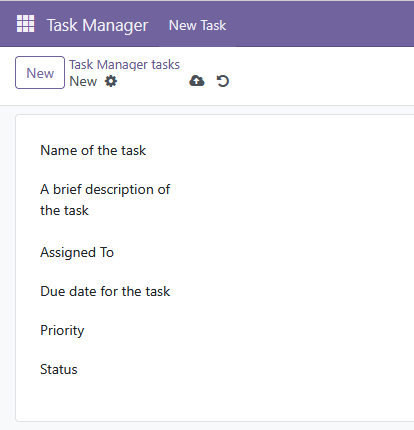 Task Manager New Task
New
Task Manager tasks
New
Name of the task
A brief description of
the task
Assigned To
Due date for the task
Priority
Status